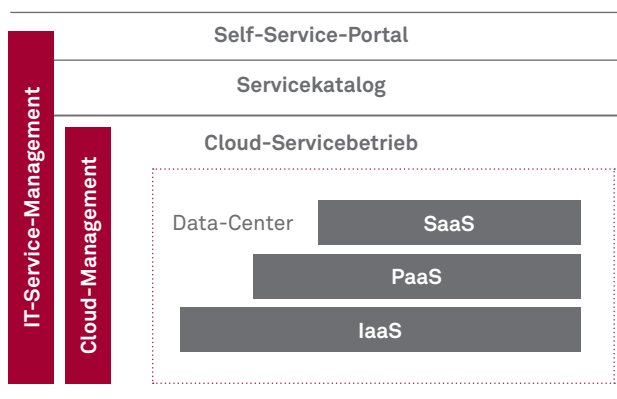 Self-Service-Portal
Servicekatalog
IT-Service-Management
Cloud-Management
Cloud-Servicebetrieb
Data-Center
SaaS
PaaS
IaaS